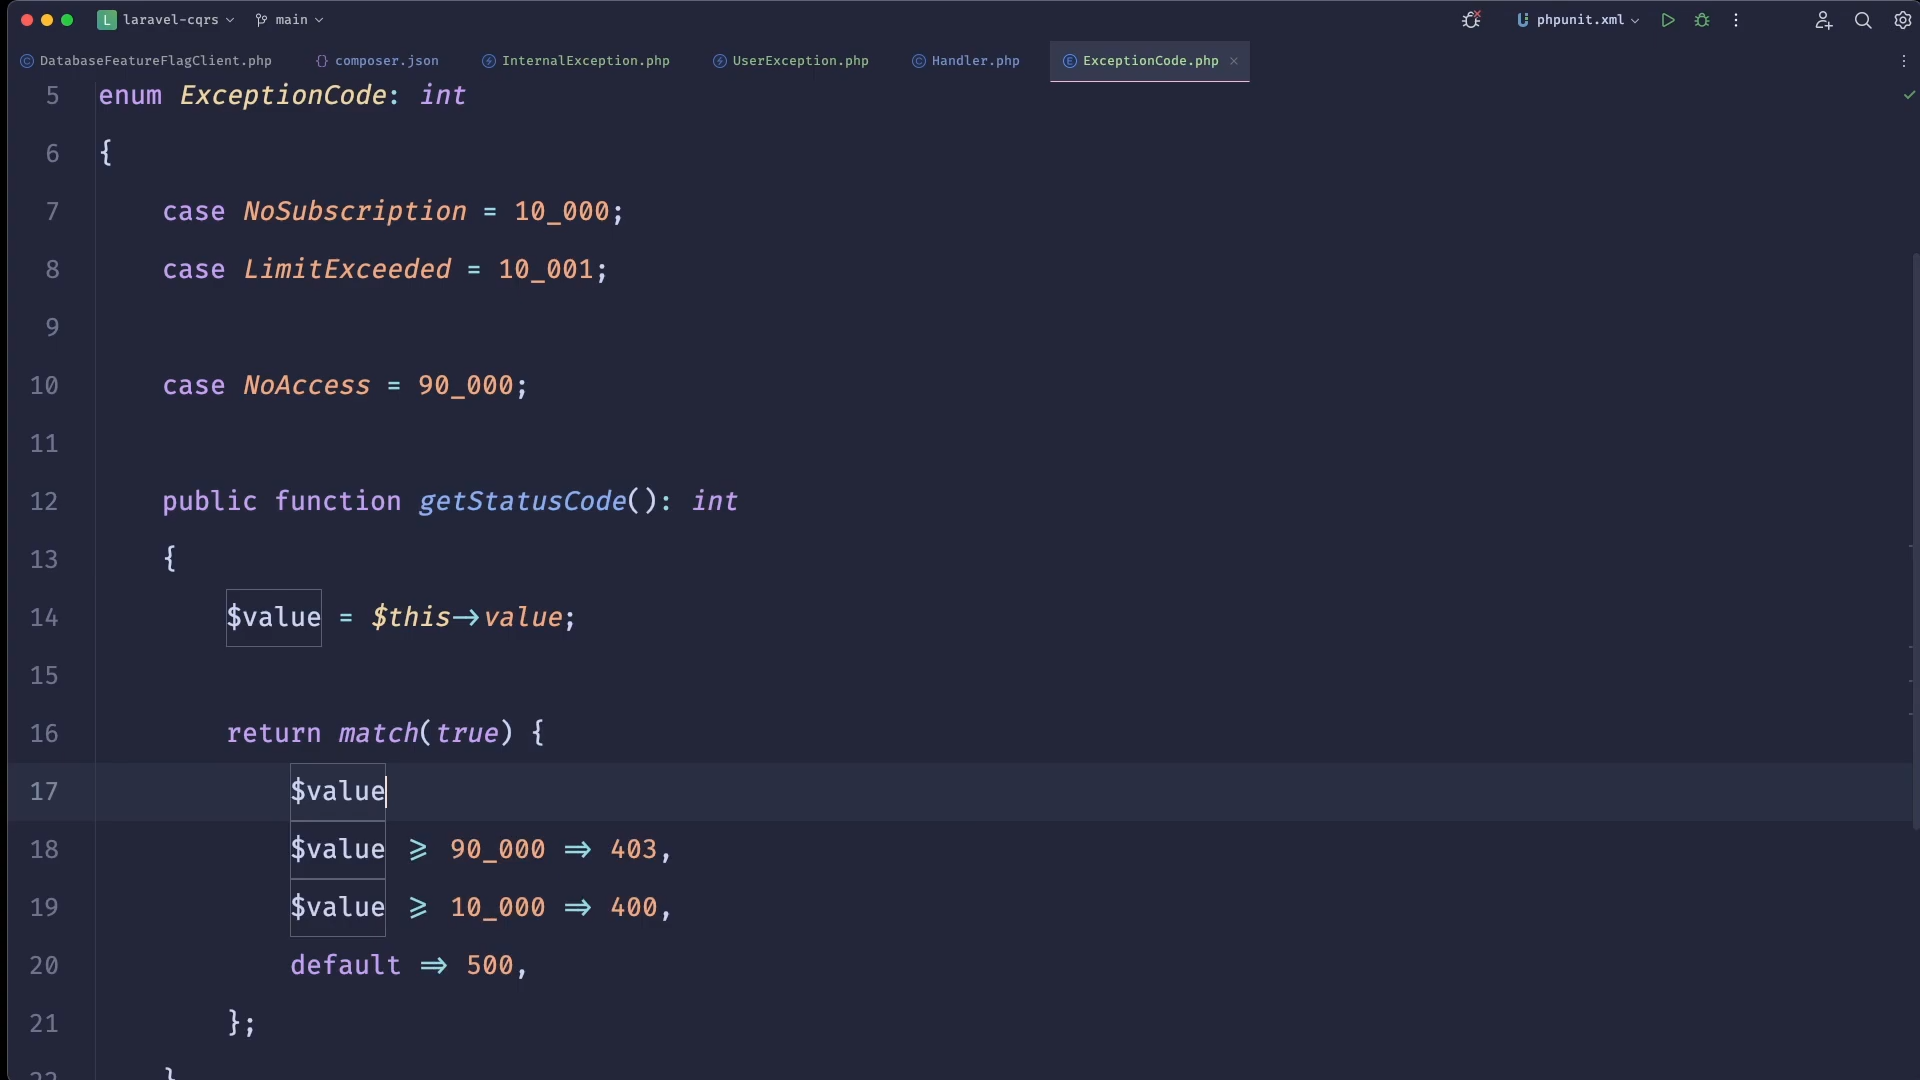 L laravel-cqrs main phpunit.xml
DatabaseFeatureFlagClient.php composer.json InternalException.php UserException.php Handler.php ExceptionCode.php
5 enum ExceptionCode: int
6 {
7 case NoSubscription = 10_000;
8 case LimitExceeded = 10_001;
9
10 case NoAccess = 90_000;
11
12 public function getStatusCode(): int
13 {
14 $value = $this->value;
15
16 return match(true) {
17 $value
18 $value >= 90_000 => 403,
19 $value >= 10_000 => 400,
20 default => 500,
21 };
22 }